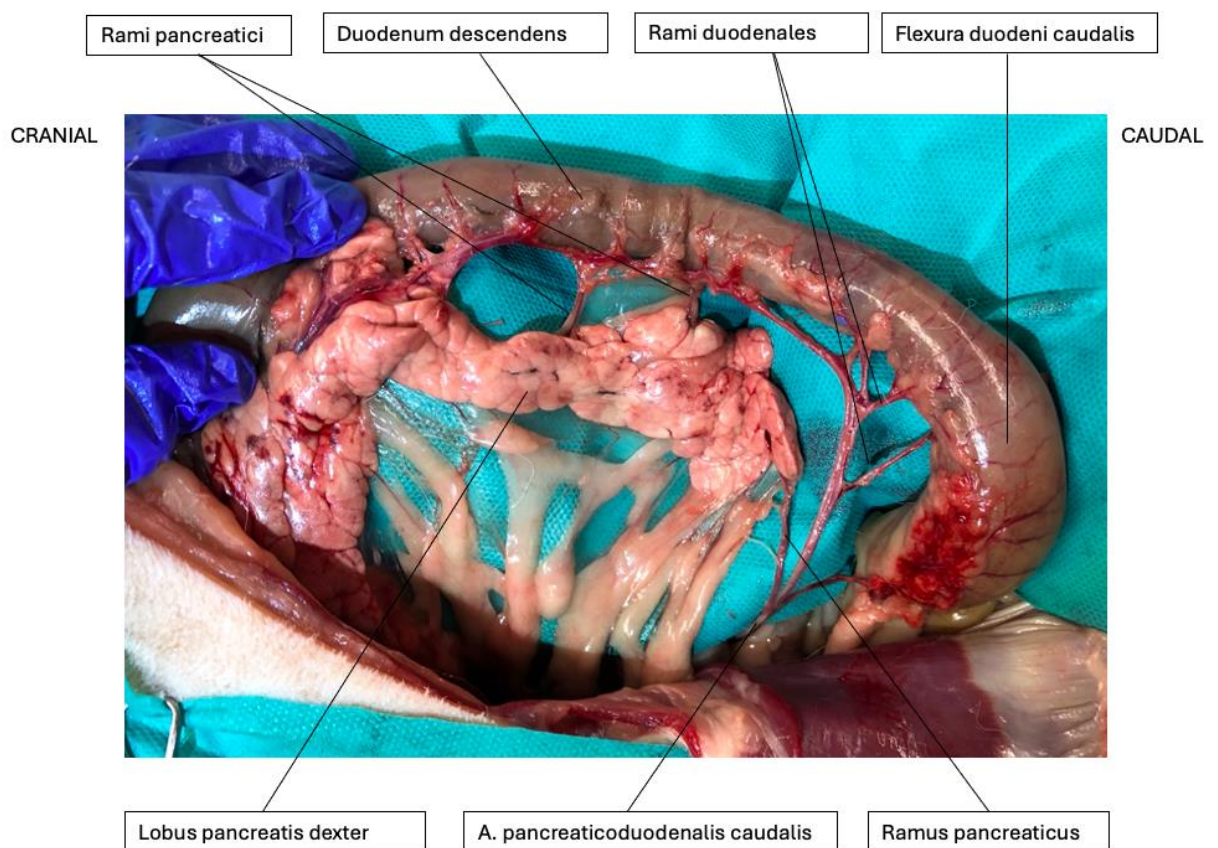 Rami pancreatici
Duodenum descendens
Rami duodenales
Flexura duodeni caudalis
CRANIAL
CAUDAL
Lobus pancreatis dexter
A. pancreaticoduodenalis caudalis
Ramus pancreaticus